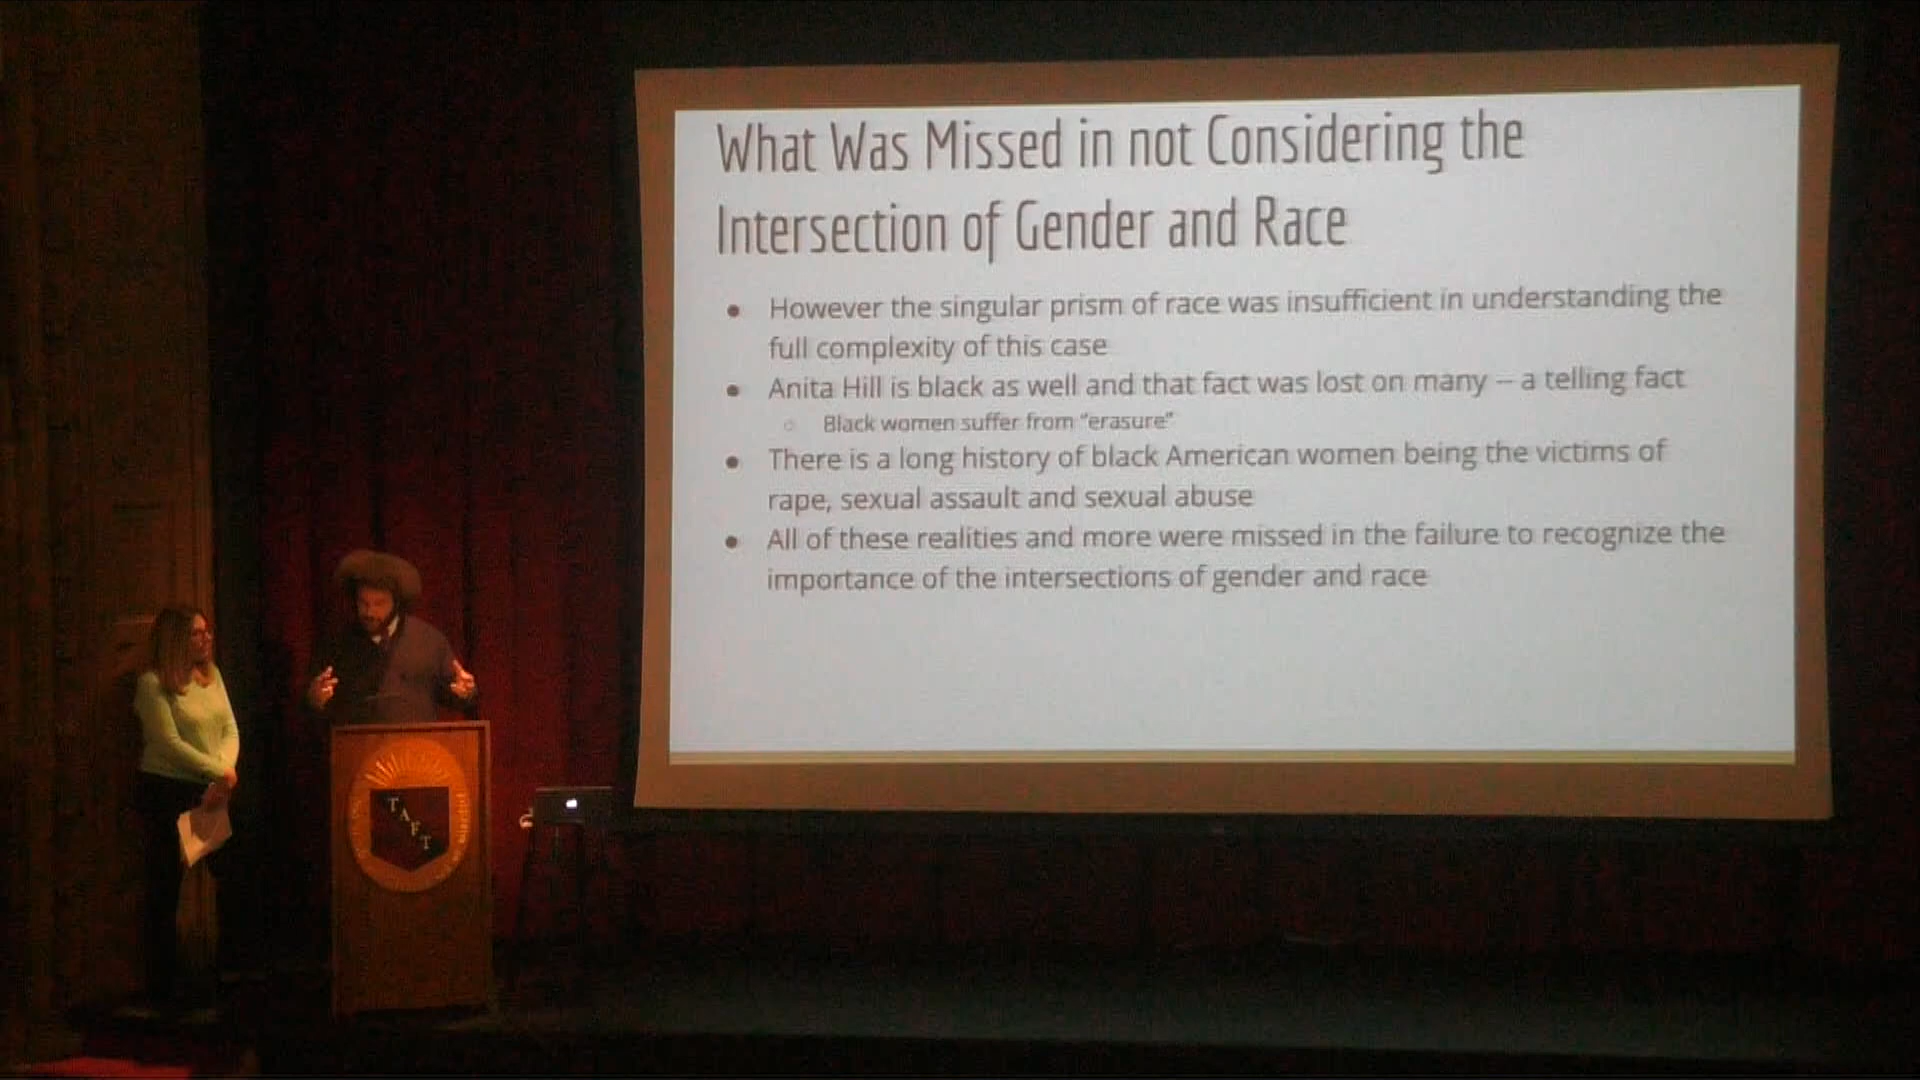 What Was Missed in not Considering the
Intersection of Gender and Race
However the singular prism of race was insufficient in understanding the
full complexity of this case
Anita Hill is black as well and that fact was lost on many – a telling fact
Black women suffer from “erasure”
There is a long history of black American women being the victims of
rape, sexual assault and sexual abuse
All of these realities and more were missed in the failure to recognize the
importance of the intersections of gender and race
TAFT